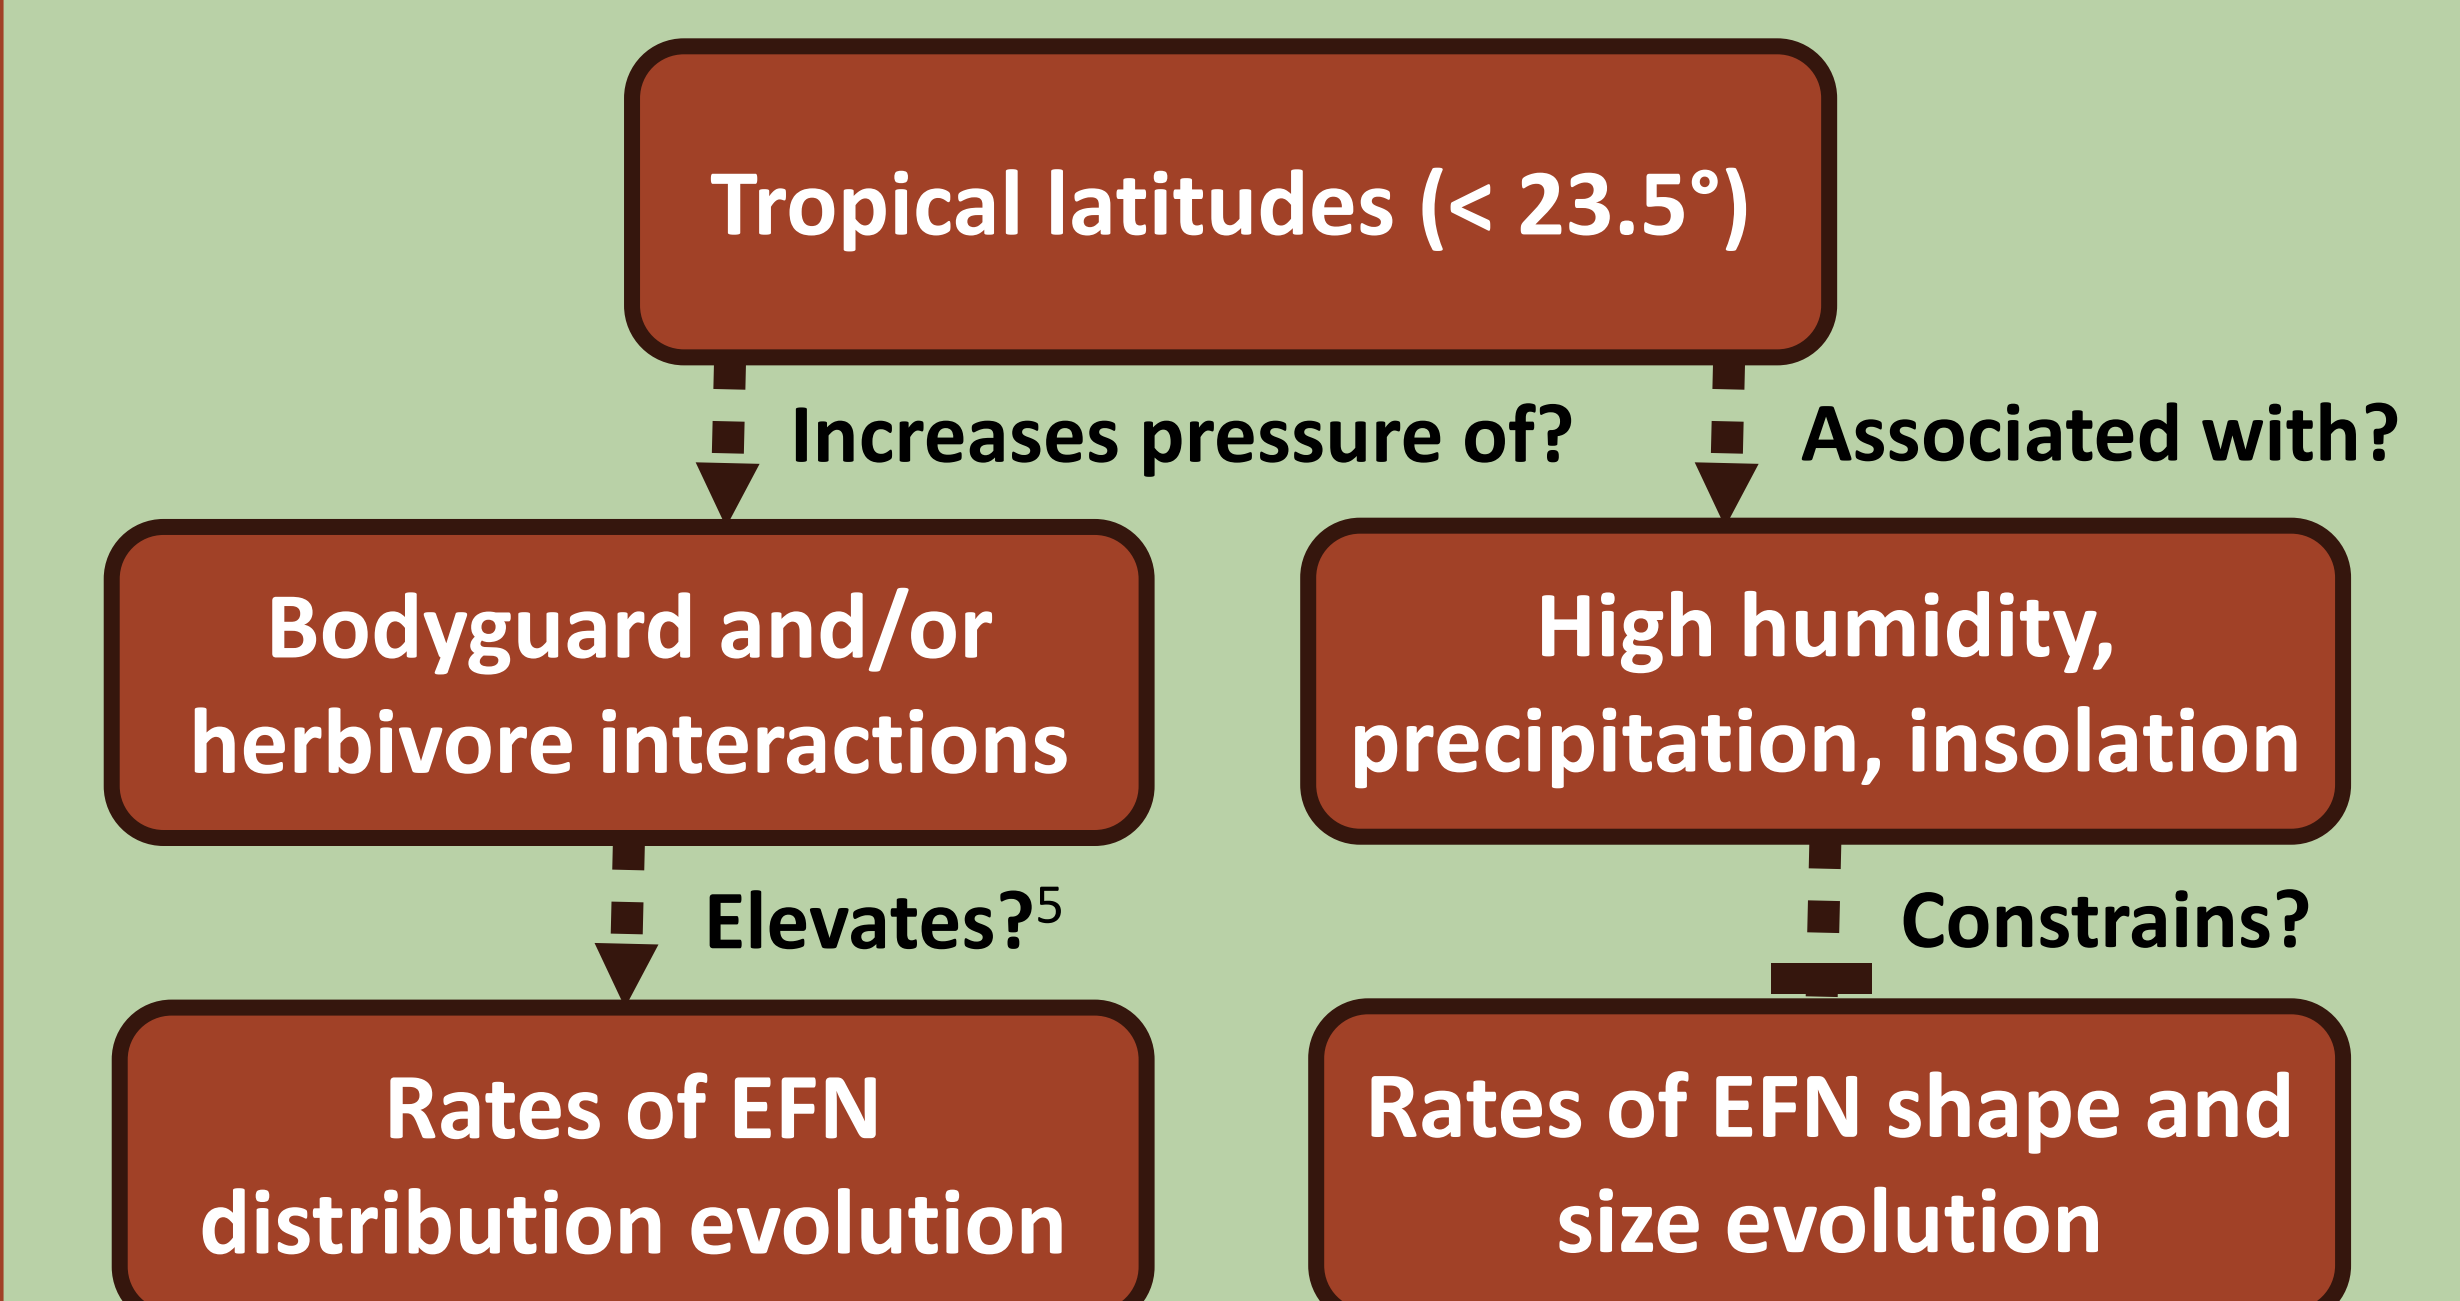 Tropical latitudes (< 23.5°)
Increases pressure of?
Associated with?
Bodyguard and/or
herbivore interactions
High humidity,
precipitation, insolation
Elevates?⁵
Constrains?
Rates of EFN
distribution evolution
Rates of EFN shape and
size evolution